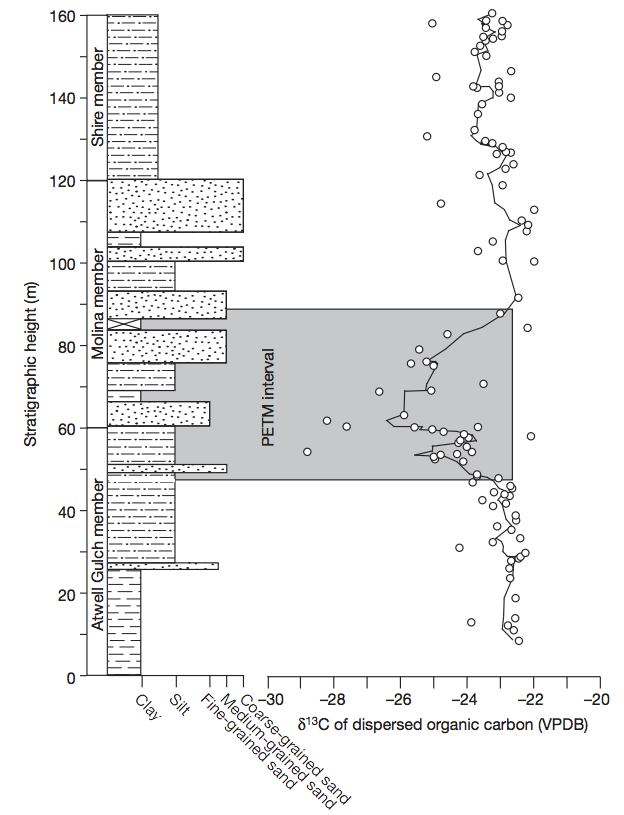 160
140
120
100
80
60
40
20
0
Stratigraphic height (m)
Shire member
Molina member
Atwell Gulch member
PETM interval
Clay
Silt
Fine-grained sand
Medium-grained sand
Coarse-grained sand
–30 –28 –26 –24 –22 –20
δ¹³C of dispersed organic carbon (VPDB)